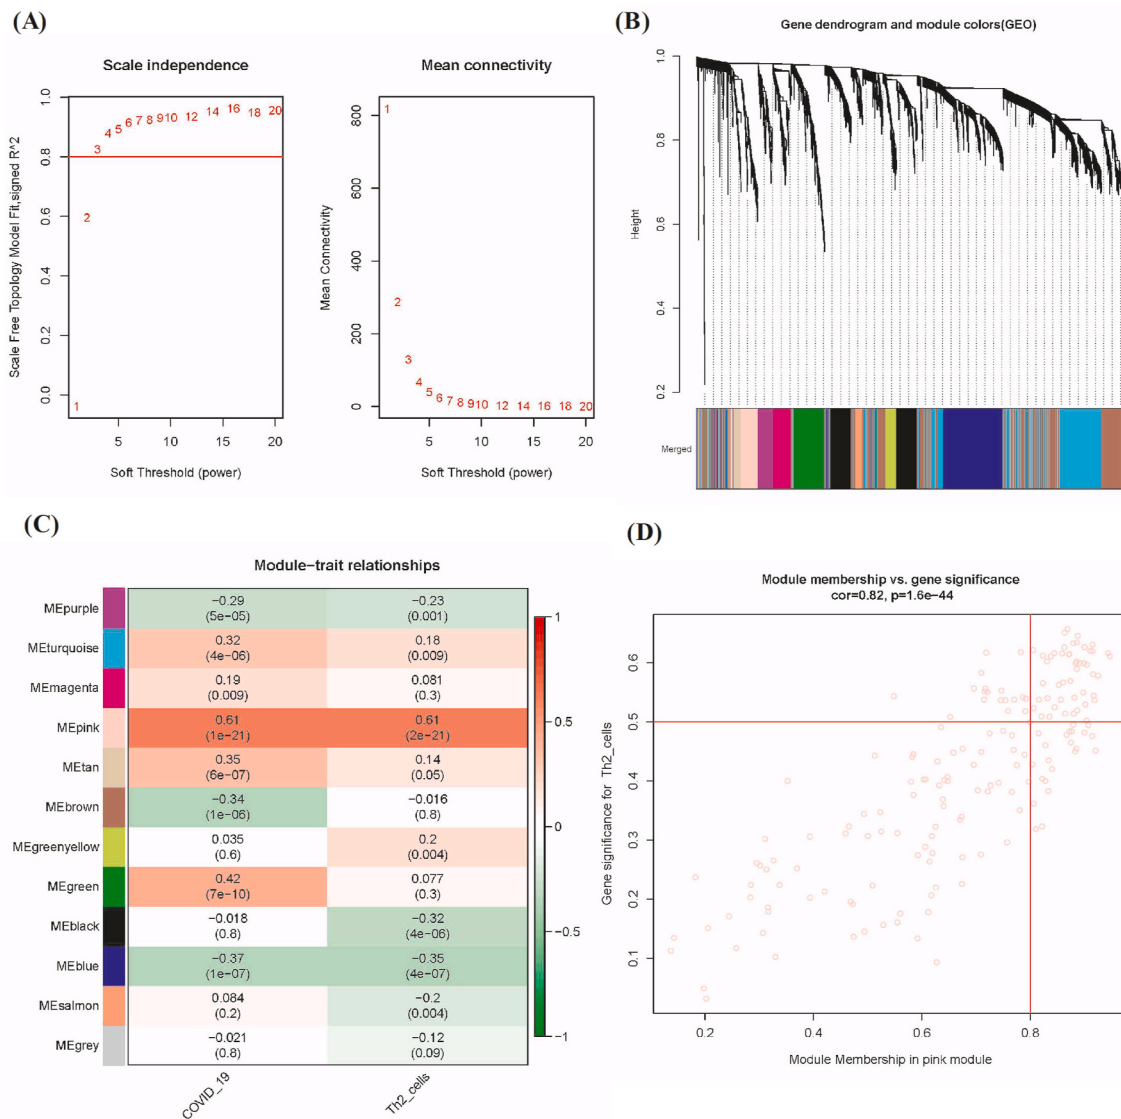 (A)
Scale independence
Scale Free Topology Model Fit,signed R^2
1.0
0.8
0.6
0.4
0.2
0.0
1
2
3
4
5
6
7
8
9
10
12
14
16
18
20
5
10
15
20
Soft Threshold (power)
Mean connectivity
Mean Connectivity
800
600
400
200
0
1
2
3
4
5
6
7
8
9
10
12
14
16
18
20
5
10
15
20
Soft Threshold (power)
(B)
Gene dendrogram and module colors(GEO)
Height
1.0
0.8
0.6
0.4
0.2
Merged
(C)
Module−trait relationships
MEpurple
−0.29
(5e−05)
−0.23
(0.001)
MEturquoise
0.32
(4e−06)
0.18
(0.009)
MEmagenta
0.19
(0.009)
0.081
(0.3)
MEpink
0.61
(1e−21)
0.61
(2e−21)
MEtan
0.35
(6e−07)
0.14
(0.05)
MEbrown
−0.34
(1e−06)
−0.016
(0.8)
MEgreenyellow
0.035
(0.6)
0.2
(0.004)
MEgreen
0.42
(7e−10)
0.077
(0.3)
MEblack
−0.018
(0.8)
−0.32
(4e−06)
MEblue
−0.37
(1e−07)
−0.35
(4e−07)
MEsalmon
0.084
(0.2)
−0.2
(0.004)
MEgrey
−0.021
(0.8)
−0.12
(0.09)
COVID_19
Th2_cells
1
0.5
0
−0.5
−1
(D)
Module membership vs. gene significance
cor=0.82, p=1.6e−44
Gene significance for Th2_cells
0.6
0.5
0.4
0.3
0.2
0.1
0.2
0.4
0.6
0.8
Module Membership in pink module